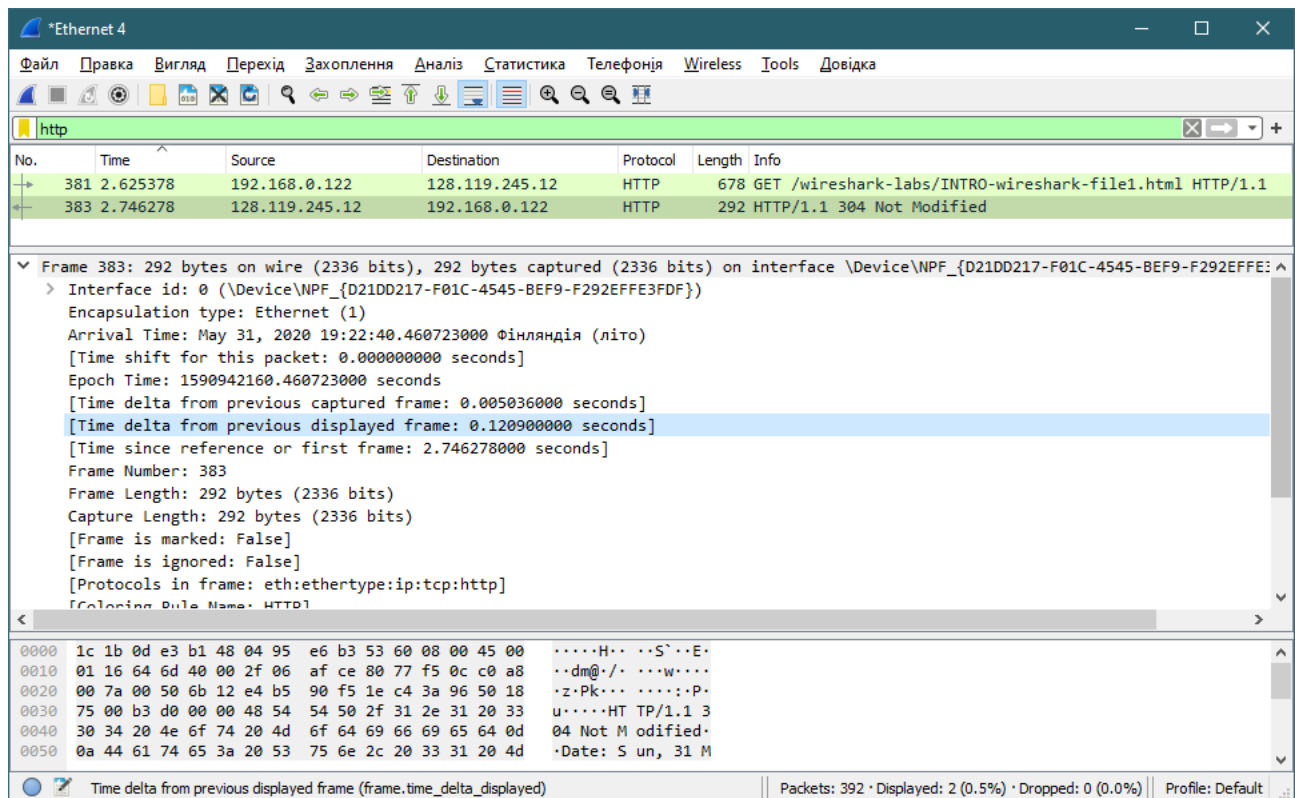 *Ethernet 4
Файл Правка Вигляд Перехід Захоплення Аналіз Статистика Телефонія Wireless Tools Довідка
http
No. Time Source Destination Protocol Length Info
381 2.625378 192.168.0.122 128.119.245.12 HTTP 678 GET /wireshark-labs/INTRO-wireshark-file1.html HTTP/1.1
383 2.746278 128.119.245.12 192.168.0.122 HTTP 292 HTTP/1.1 304 Not Modified
Frame 383: 292 bytes on wire (2336 bits), 292 bytes captured (2336 bits) on interface \Device\NPF_{D21DD217-F01C-4545-BEF9-F292EFFE3
Interface id: 0 (\Device\NPF_{D21DD217-F01C-4545-BEF9-F292EFFE3FDF})
Encapsulation type: Ethernet (1)
Arrival Time: May 31, 2020 19:22:40.460723000 Фінляндія (літо)
[Time shift for this packet: 0.000000000 seconds]
Epoch Time: 1590942160.460723000 seconds
[Time delta from previous captured frame: 0.005036000 seconds]
[Time delta from previous displayed frame: 0.120900000 seconds]
[Time since reference or first frame: 2.746278000 seconds]
Frame Number: 383
Frame Length: 292 bytes (2336 bits)
Capture Length: 292 bytes (2336 bits)
[Frame is marked: False]
[Frame is ignored: False]
[Protocols in frame: eth:ethertype:ip:tcp:http]
[Coloring Rule Name: HTTP]
0000 1c 1b 0d e3 b1 48 04 95 e6 b3 53 60 08 00 45 00 ·····H·· ··S`··E·
0010 01 16 64 6d 40 00 2f 06 af ce 80 77 f5 0c c0 a8 ··dm@·/· ···w····
0020 00 7a 00 50 6b 12 e4 b5 90 f5 1e c4 3a 96 50 18 ·z·Pk··· ····:·P·
0030 75 00 b3 d0 00 00 48 54 54 50 2f 31 2e 31 20 33 u·····HT TP/1.1 3
0040 30 34 20 4e 6f 74 20 4d 6f 64 69 66 69 65 64 0d 04 Not M odified·
0050 0a 44 61 74 65 3a 20 53 75 6e 2c 20 33 31 20 4d ·Date: S un, 31 M
Time delta from previous displayed frame (frame.time_delta_displayed) Packets: 392 · Displayed: 2 (0.5%) · Dropped: 0 (0.0%) Profile: Default